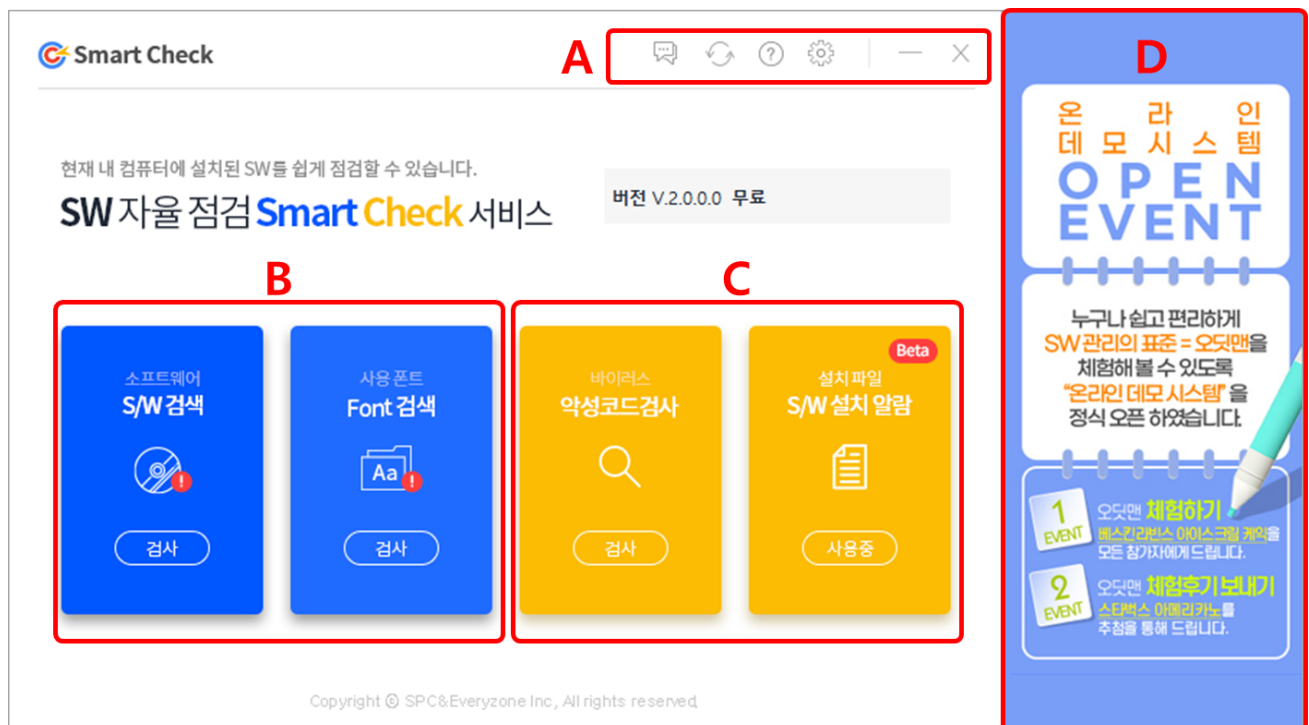 Smart Check
A
현재 내 컴퓨터에 설치된 SW를 쉽게 점검할 수 있습니다.
SW 자율 점검 Smart Check 서비스
버전 V.2.0.0.0 무료
B
소프트웨어
S/W 검색
검사
사용 폰트
Font 검색
Aa
검사
C
바이러스
악성코드검사
검사
Beta
설치 파일
S/W 설치 알람
사용중
Copyright ⓒ SPC&Everyzone Inc, All rights reserved.
D
온라인
데모시스템
OPEN
EVENT
누구나 쉽고 편리하게
SW 관리의 표준 = 오딧맨을
체험해 볼 수 있도록
“온라인 데모 시스템” 을
정식 오픈 하였습니다.
1
EVENT
오딧맨 체험하기
베스킨라빈스 아이스크림 케익을
모든 참가자에게 드립니다.
2
EVENT
오딧맨 체험후기 보내기
스타벅스 아메리카노를
추첨을 통해 드립니다.